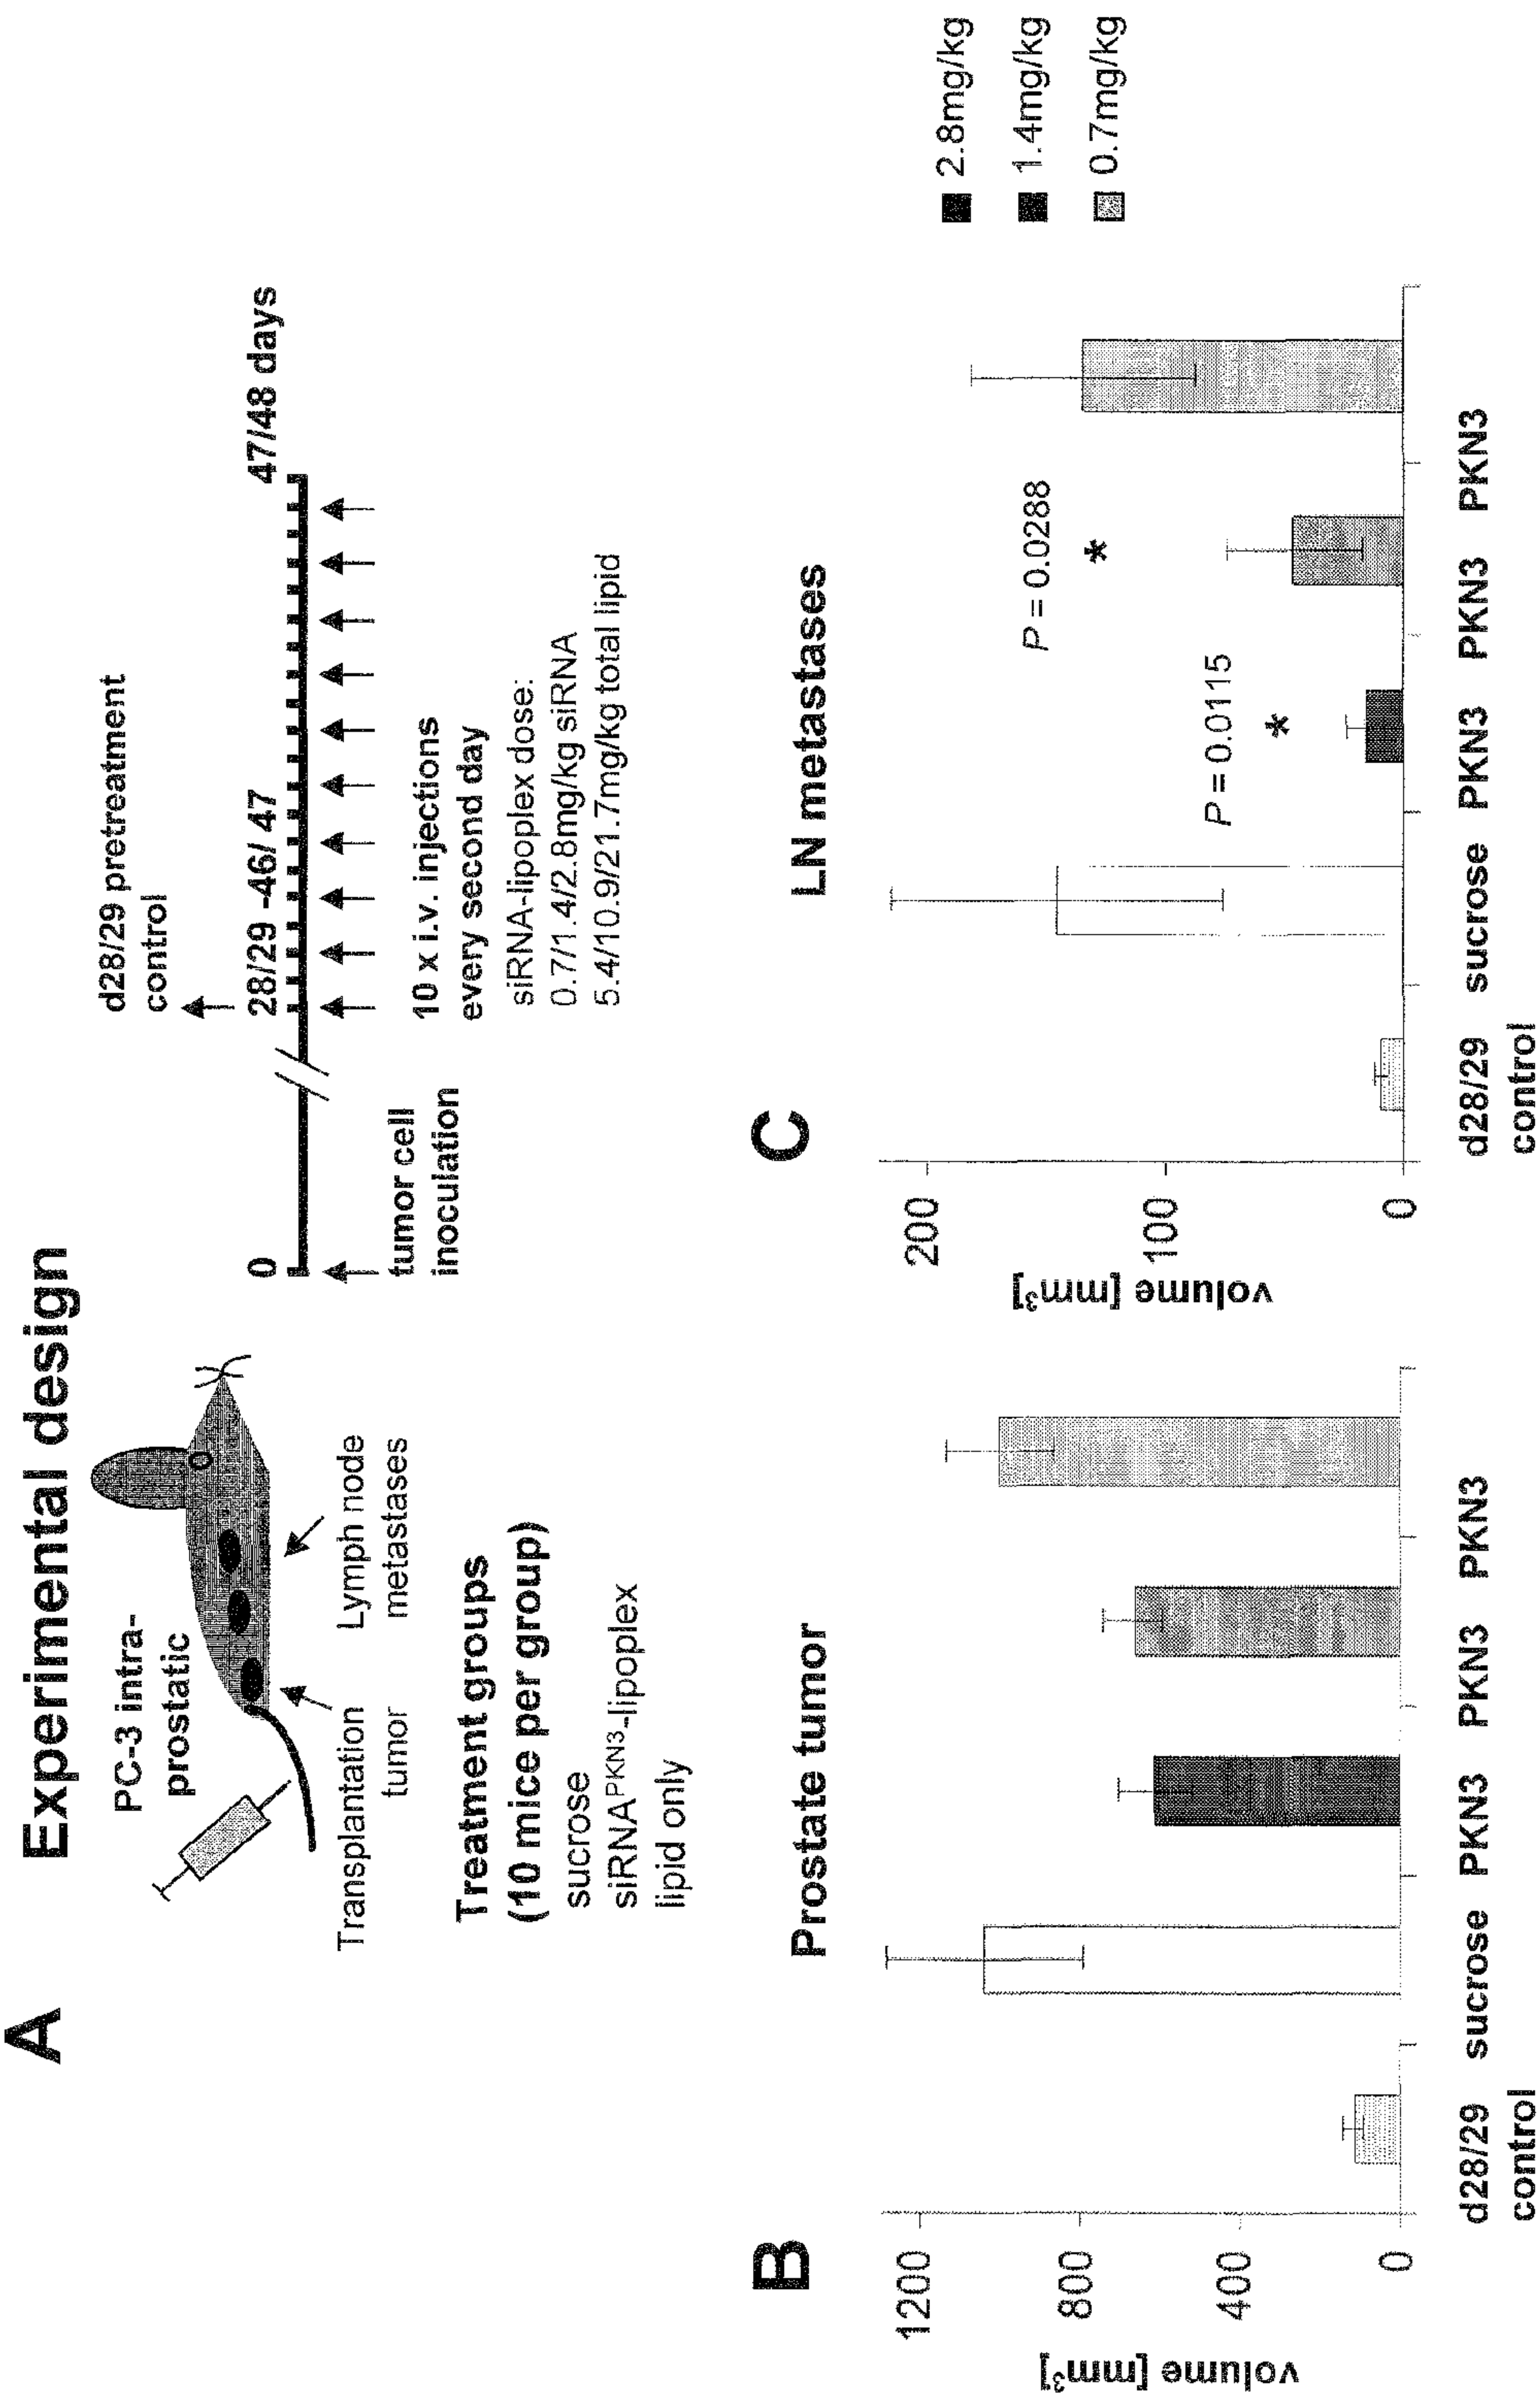 A
Experimental design
PC-3 intra-
prostatic
Transplantation
tumor
Lymph node
metastases
Treatment groups
(10 mice per group)
sucrose
siRNAᴾᴷᴺ³-lipoplex
lipid only
d28/29 pretreatment
control
0
28/29 -46/ 47
47/48 days
tumor cell
inoculation
10 x i.v. injections
every second day
siRNA-lipoplex dose:
0.7/1.4/2.8mg/kg siRNA
5.4/10.9/21.7mg/kg total lipid
B
Prostate tumor
volume [mm³]
1200
800
400
0
d28/29
control
sucrose
PKN3
PKN3
PKN3
C
LN metastases
volume [mm³]
200
100
0
P = 0.0115
*
P = 0.0288
*
d28/29
control
sucrose
PKN3
PKN3
PKN3
2.8mg/kg
1.4mg/kg
0.7mg/kg